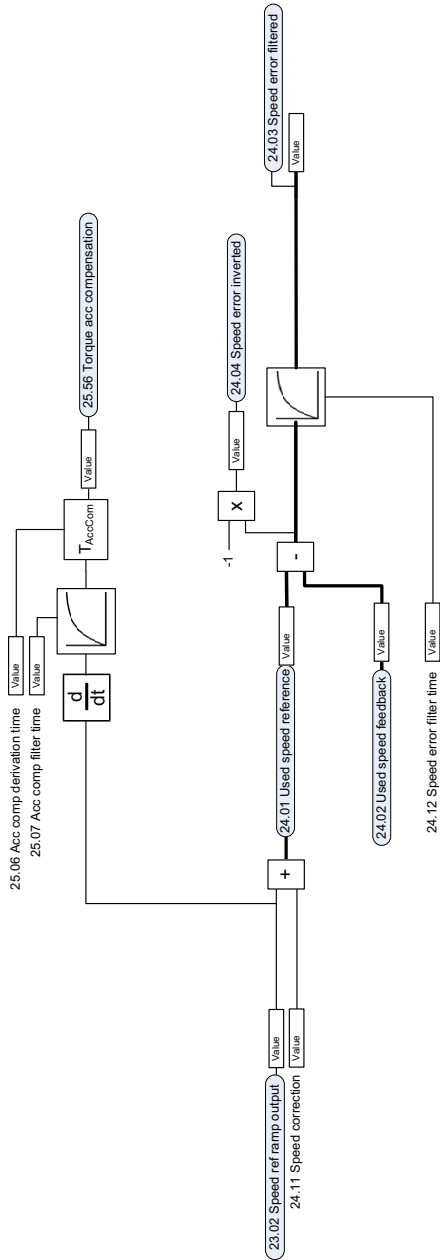 25.06 Acc comp derivation time
Value
25.07 Acc comp filter time
Value
d
dt
TAccCom
Value
25.56 Torque acc compensation
23.02 Speed ref ramp output
Value
24.11 Speed correction
Value
+
24.01 Used speed reference
Value
-
-1
X
Value
24.04 Speed error inverted
24.02 Used speed feedback
Value
24.12 Speed error filter time
Value
24.03 Speed error filtered
Value